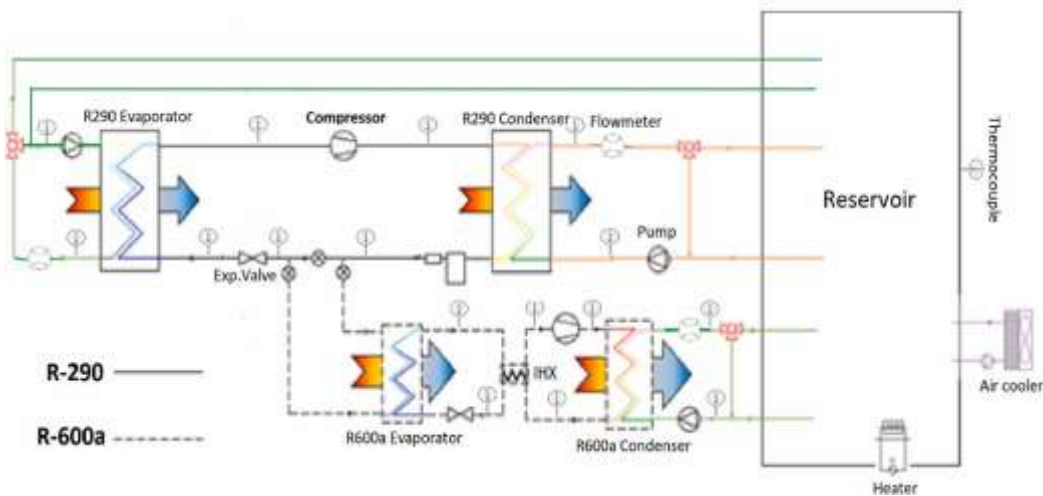 R290 Evaporator
Compressor
R290 Condenser
Flowmeter
Thermocouple
Reservoir
Pump
Exp.Valve
R-290
IHX
Air cooler
R-600a
R600a Evaporator
R600a Condenser
Heater